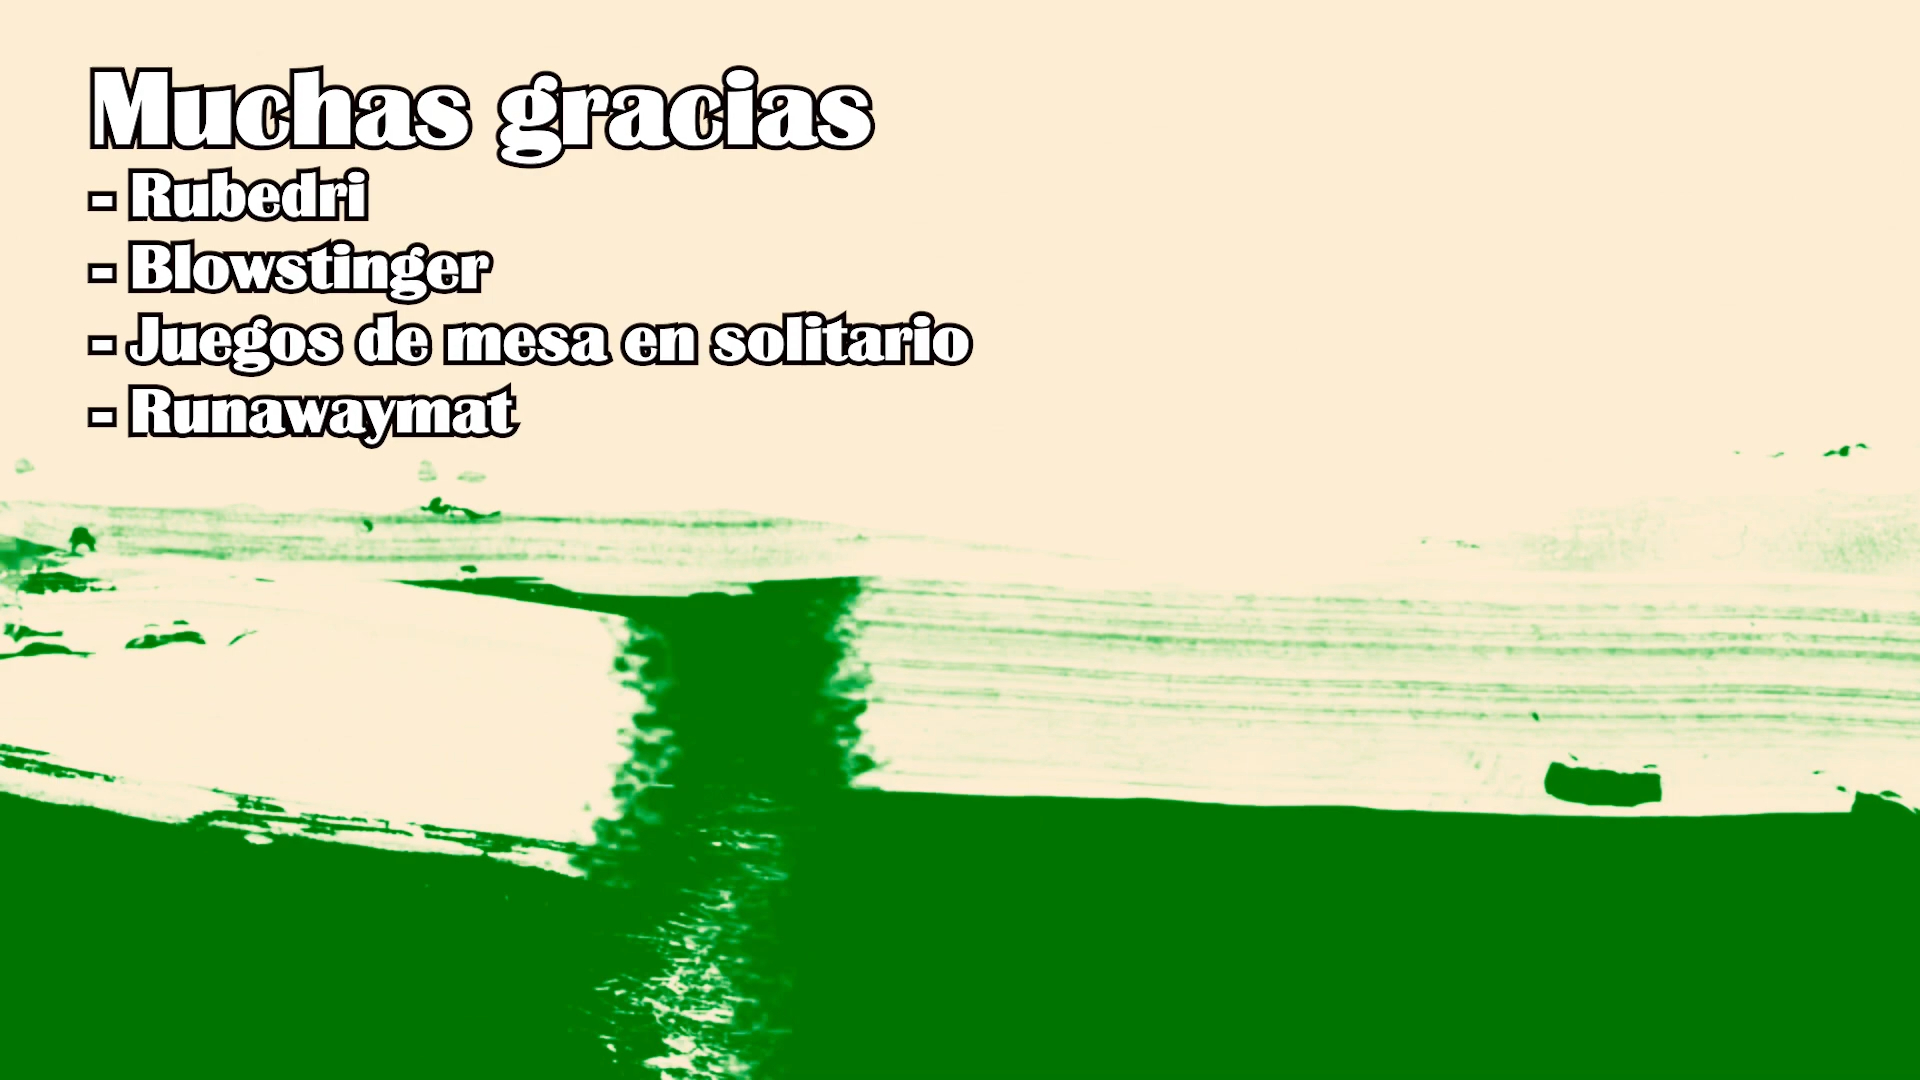 Muchas gracias
- Rubedri
- Blowstinger
- Juegos de mesa en solitario
- Runawaymat